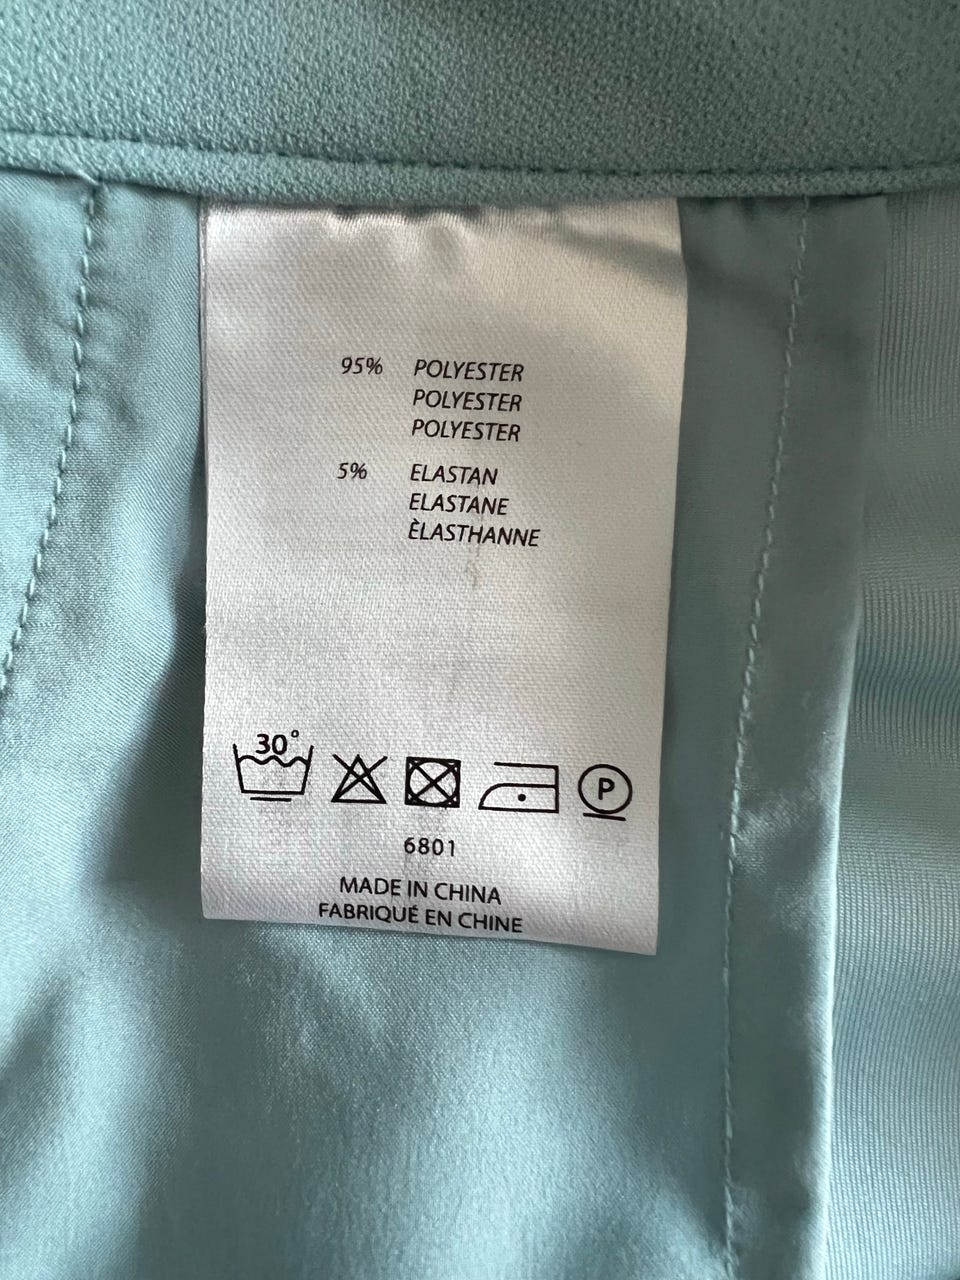 95% POLYESTER
POLYESTER
POLYESTER
5% ELASTAN
ELASTANE
ÈLASTHANNE
30°
P
6801
MADE IN CHINA
FABRIQUÉ EN CHINE